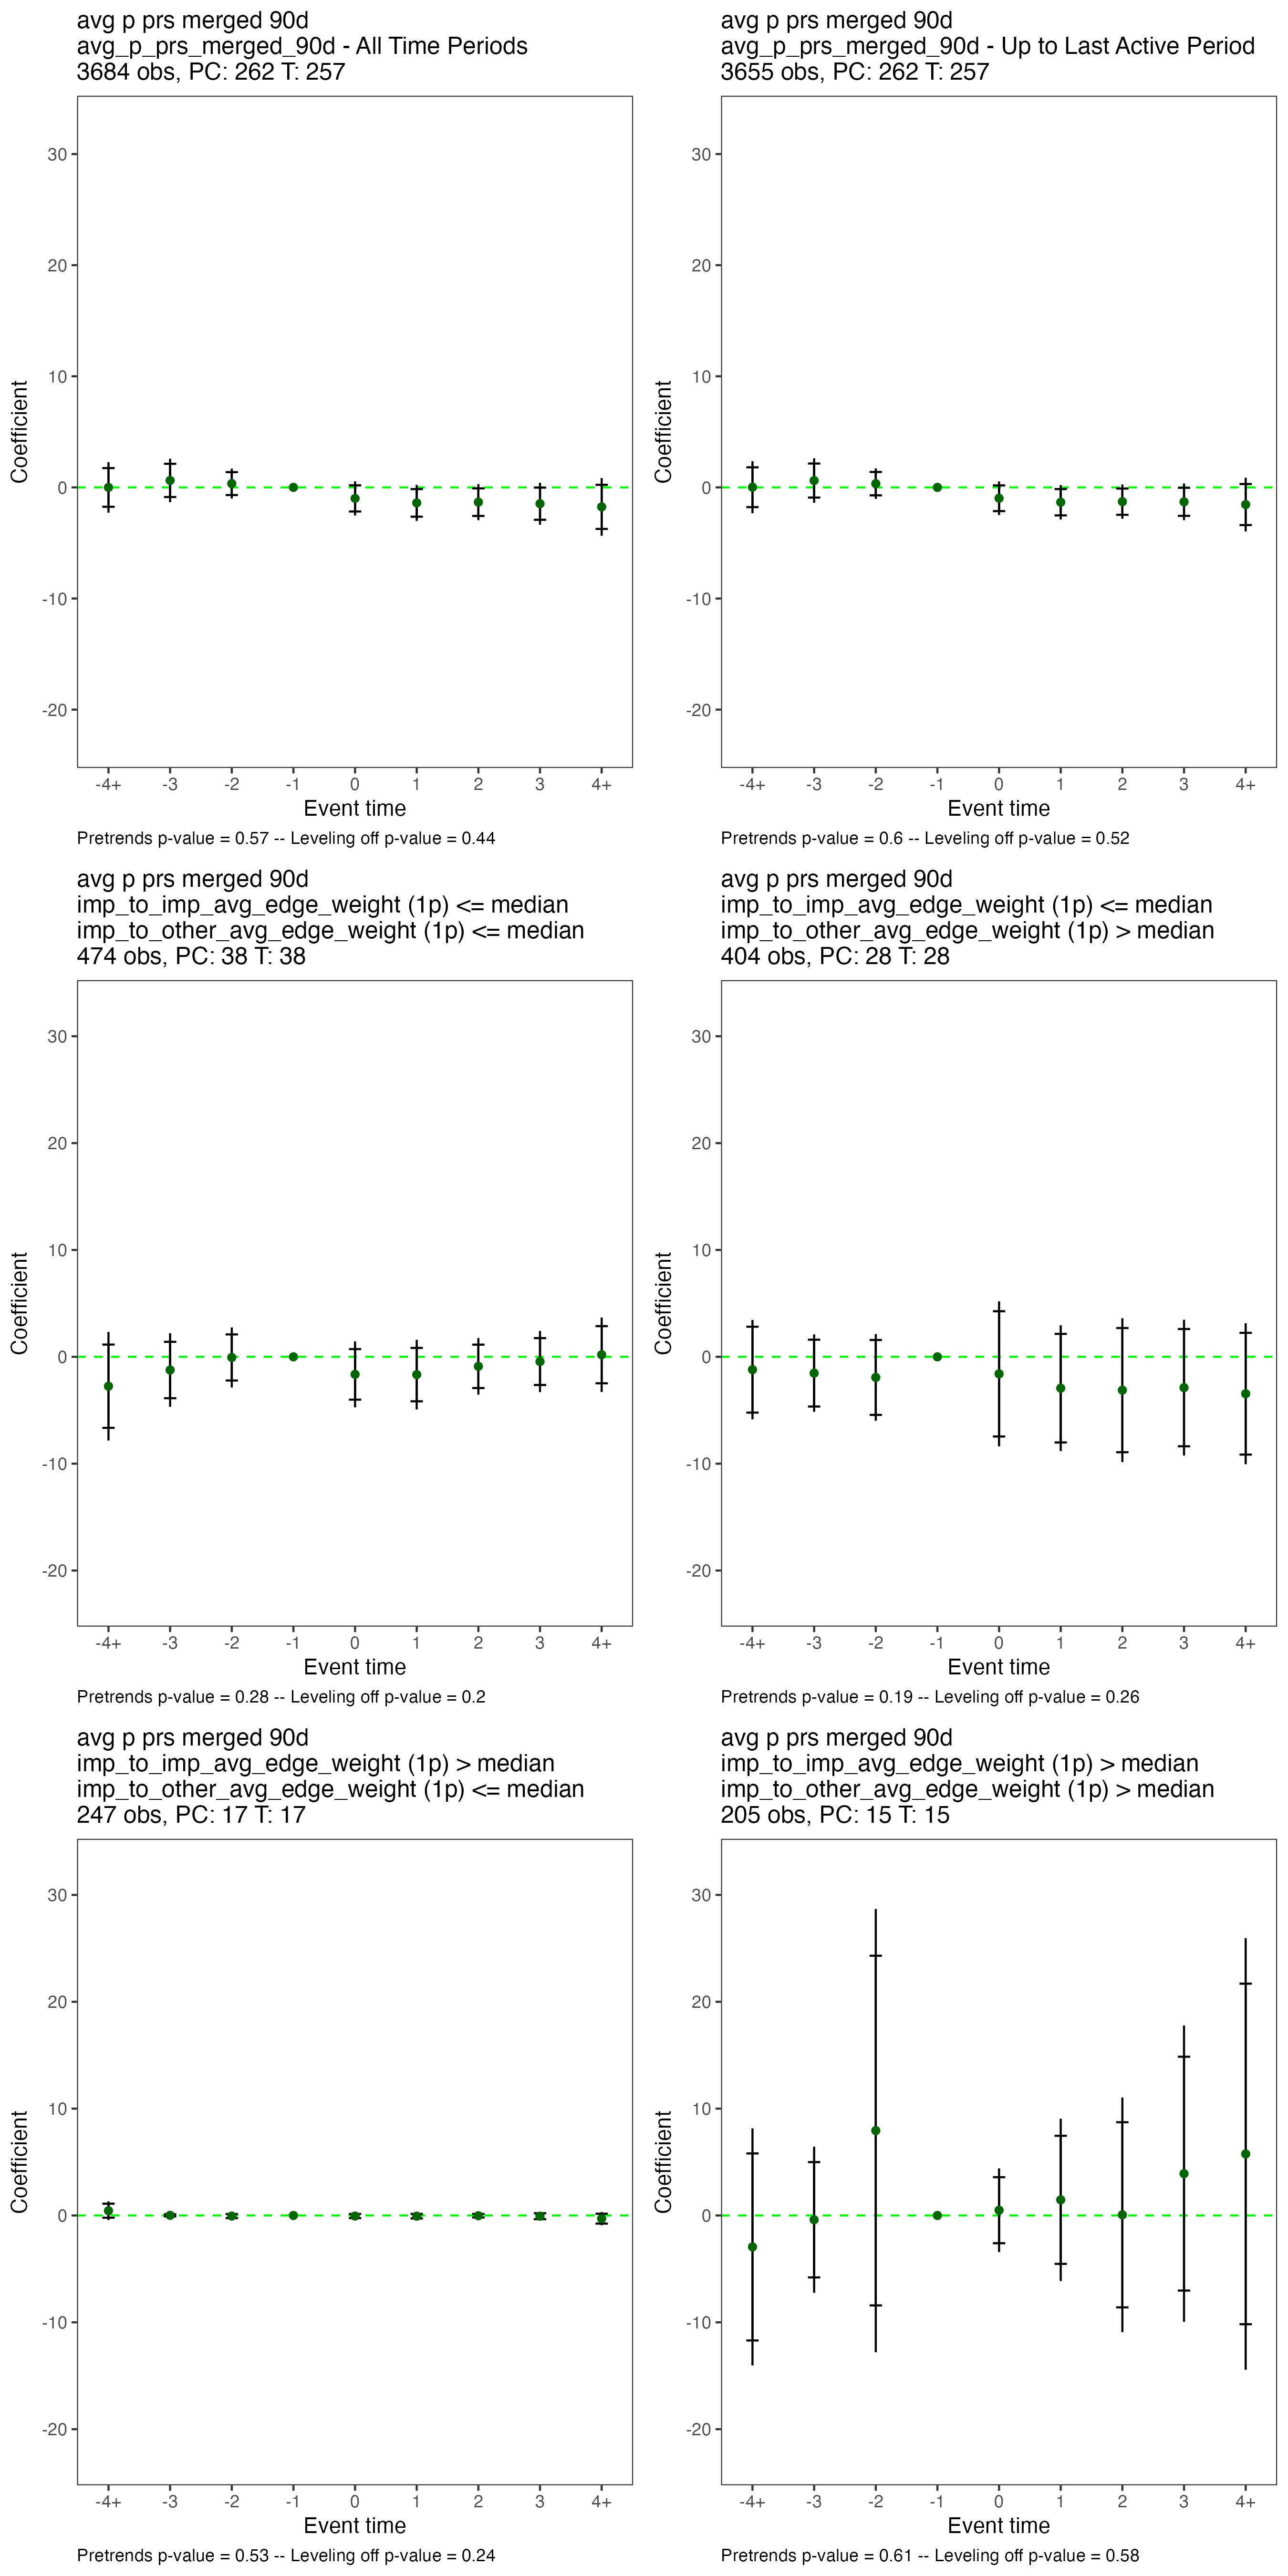 avg p prs merged 90d
avg_p_prs_merged_90d - All Time Periods
3684 obs, PC: 262 T: 257
30
20
10
0
-10
-20
Coefficient
-4+ -3 -2 -1 0 1 2 3 4+
Event time
Pretrends p-value = 0.57 -- Leveling off p-value = 0.44
avg p prs merged 90d
avg_p_prs_merged_90d - Up to Last Active Period
3655 obs, PC: 262 T: 257
30
20
10
0
-10
-20
Coefficient
-4+ -3 -2 -1 0 1 2 3 4+
Event time
Pretrends p-value = 0.6 -- Leveling off p-value = 0.52
avg p prs merged 90d
imp_to_imp_avg_edge_weight (1p) <= median
imp_to_other_avg_edge_weight (1p) <= median
474 obs, PC: 38 T: 38
30
20
10
0
-10
-20
Coefficient
-4+ -3 -2 -1 0 1 2 3 4+
Event time
Pretrends p-value = 0.28 -- Leveling off p-value = 0.2
avg p prs merged 90d
imp_to_imp_avg_edge_weight (1p) <= median
imp_to_other_avg_edge_weight (1p) > median
404 obs, PC: 28 T: 28
30
20
10
0
-10
-20
Coefficient
-4+ -3 -2 -1 0 1 2 3 4+
Event time
Pretrends p-value = 0.19 -- Leveling off p-value = 0.26
avg p prs merged 90d
imp_to_imp_avg_edge_weight (1p) > median
imp_to_other_avg_edge_weight (1p) <= median
247 obs, PC: 17 T: 17
30
20
10
0
-10
-20
Coefficient
-4+ -3 -2 -1 0 1 2 3 4+
Event time
Pretrends p-value = 0.53 -- Leveling off p-value = 0.24
avg p prs merged 90d
imp_to_imp_avg_edge_weight (1p) > median
imp_to_other_avg_edge_weight (1p) > median
205 obs, PC: 15 T: 15
30
20
10
0
-10
-20
Coefficient
-4+ -3 -2 -1 0 1 2 3 4+
Event time
Pretrends p-value = 0.61 -- Leveling off p-value = 0.58